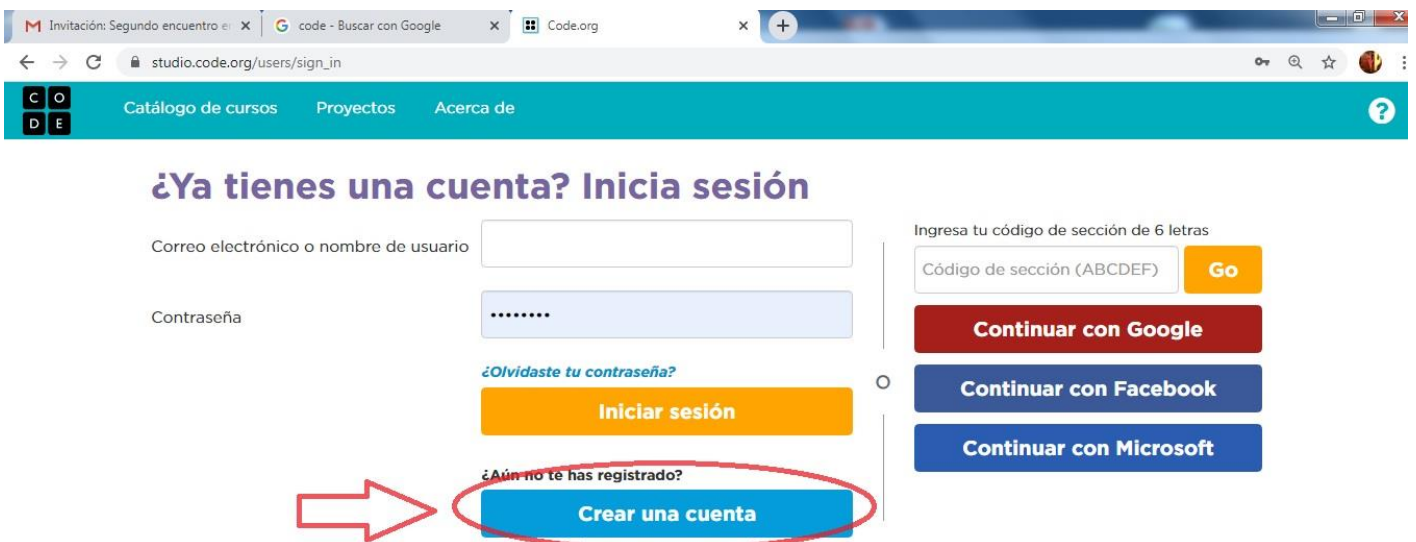 Invitación: Segundo encuentro e
code - Buscar con Google
Code.org
studio.code.org/users/sign_in
C O
D E
Catálogo de cursos
Proyectos
Acerca de
?
¿Ya tienes una cuenta? Inicia sesión
Correo electrónico o nombre de usuario
Contraseña
••••••••
¿Olvidaste tu contraseña?
Iniciar sesión
¿Aún no te has registrado?
Crear una cuenta
O
Ingresa tu código de sección de 6 letras
Código de sección (ABCDEF)
Go
Continuar con Google
Continuar con Facebook
Continuar con Microsoft